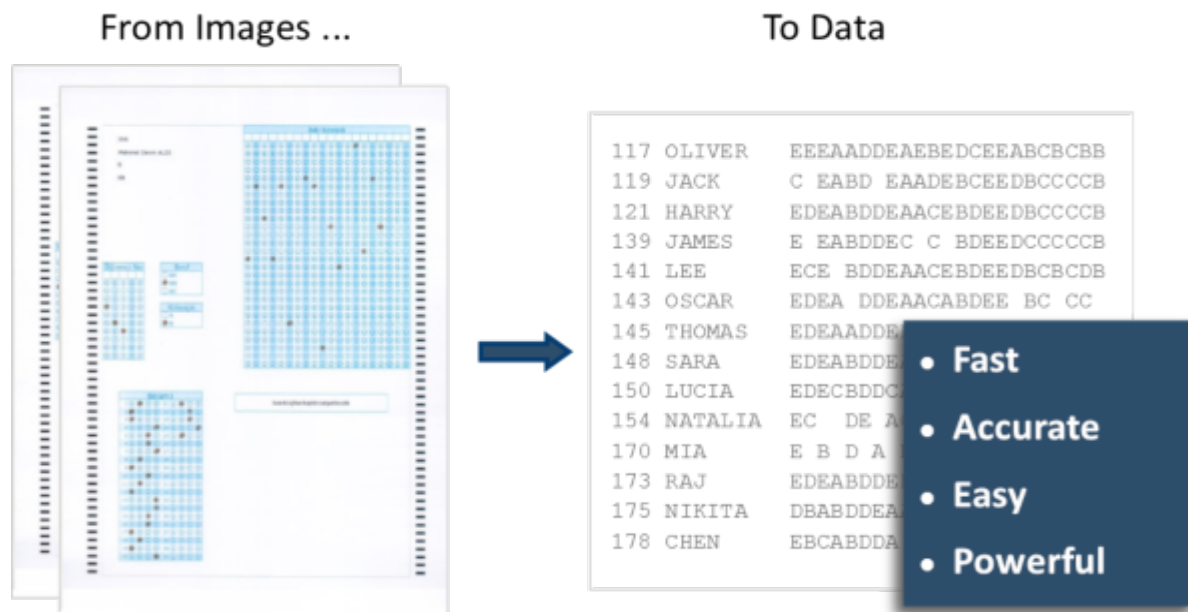 From Images ...
To Data
117 OLIVER EEEAADDEAEBEDCEEABCBCBB
119 JACK C EABD EAADEBCEEDBCCCCB
121 HARRY EDEABDDEAACEBDEEDBCCCCB
139 JAMES E EABDDEC C BDEEDCCCCCB
141 LEE ECE BDDEAACEBDEEDBCBCDB
143 OSCAR EDEA DDEAACABDEE BC CC
145 THOMAS EDEAADDE
148 SARA EDEABDDE
150 LUCIA EDECBDDC
154 NATALIA EC DE A
170 MIA E B D A
173 RAJ EDEABDDE
175 NIKITA DBABDDEA
178 CHEN EBCABDDA
• Fast
• Accurate
• Easy
• Powerful